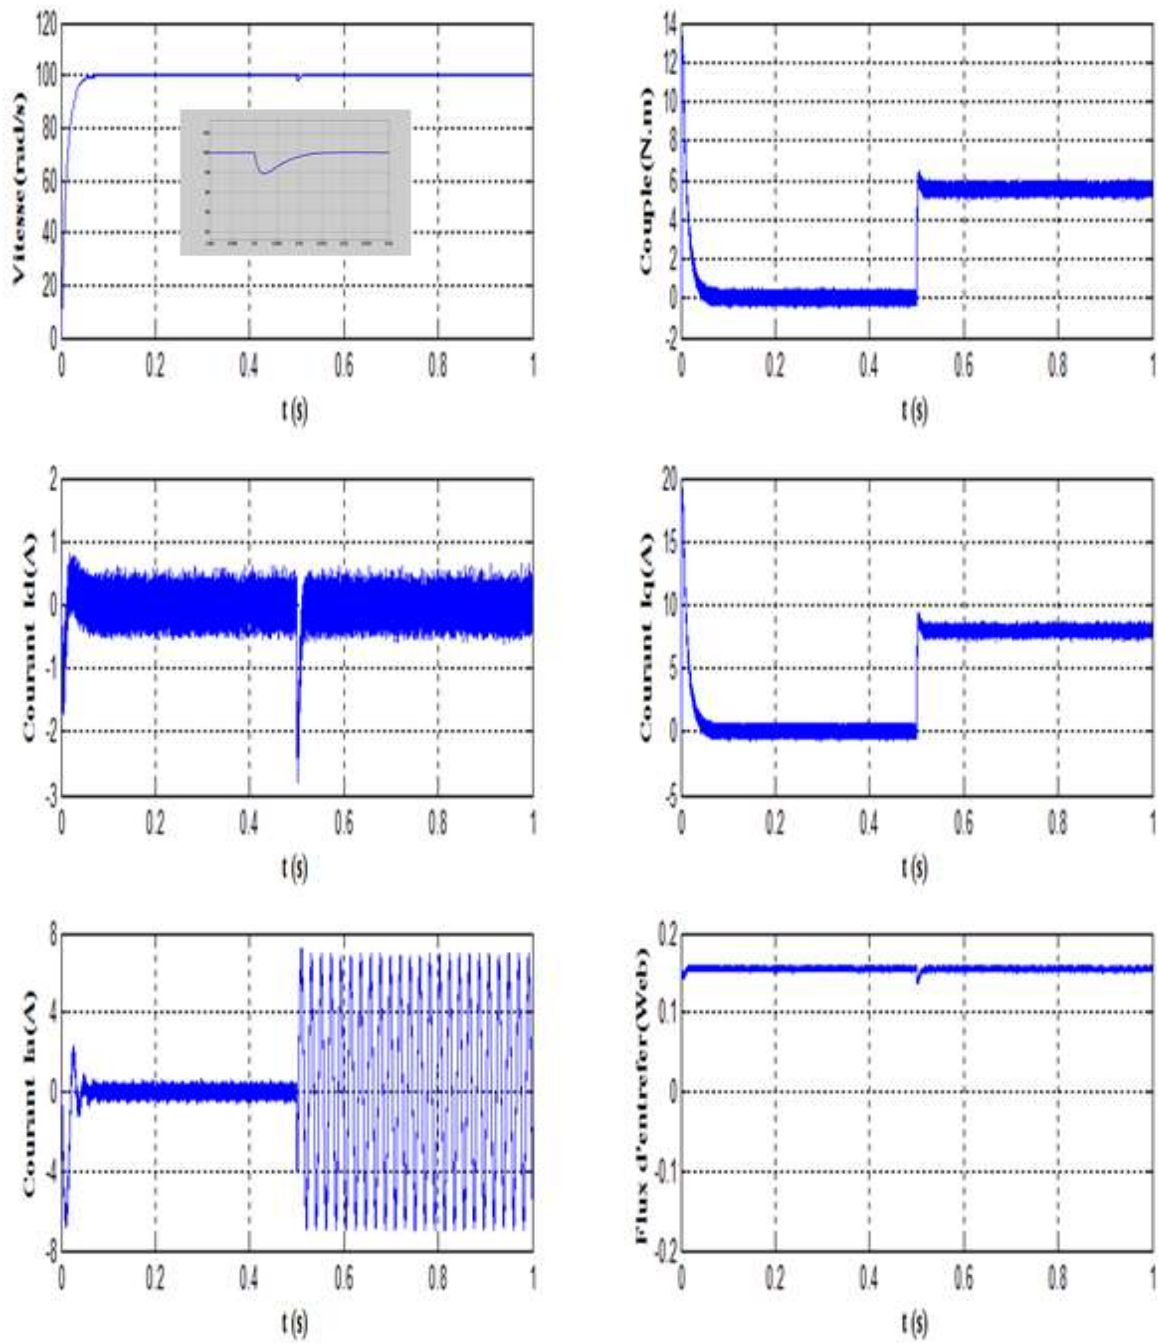 120
100
80
60
40
20
0
Vitesse(rad/s)
0 0.2 0.4 0.6 0.8 1
t (s)
14
12
10
8
6
4
2
0
-2
Couple(N.m)
0 0.2 0.4 0.6 0.8 1
t (s)
2
1
0
-1
-2
-3
Courant Id(A)
0 0.2 0.4 0.6 0.8 1
t (s)
20
15
10
5
0
-5
Courant Iq(A)
0 0.2 0.4 0.6 0.8 1
t (s)
8
4
0
-4
-8
Courant Ia(A)
0 0.2 0.4 0.6 0.8 1
t (s)
0.2
0.1
0
-0.1
-0.2
Flux d'entrefer(Web)
0 0.2 0.4 0.6 0.8 1
t (s)